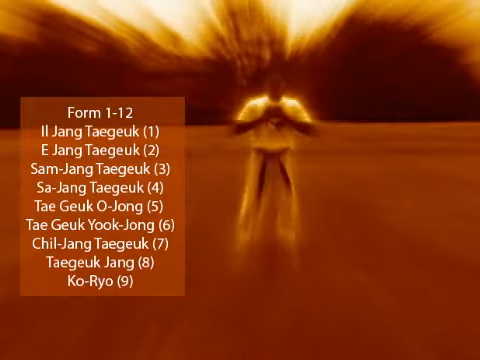 Form 1-12
Il Jang Taegeuk (1)
E Jang Taegeuk (2)
Sam-Jang Taegeuk (3)
Sa-Jang Taegeuk (4)
Tae Geuk O-Jong (5)
Tae Geuk Yook-Jong (6)
Chil-Jang Taegeuk (7)
Taegeuk Jang (8)
Ko-Ryo (9)